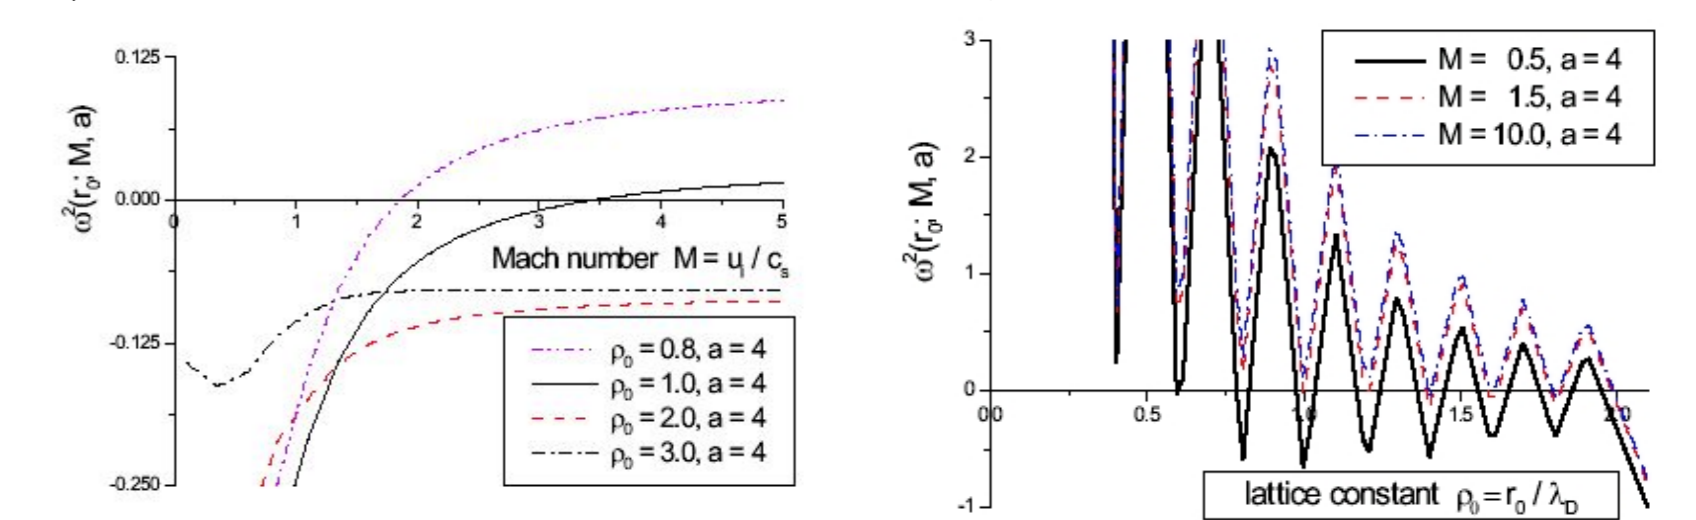 0.125
0.000
-0.125
-0.250
ω²(r₀; M, a)
0 1 2 3 4 5
Mach number M = uᵢ / cₛ
ρ₀ = 0.8, a = 4
ρ₀ = 1.0, a = 4
ρ₀ = 2.0, a = 4
ρ₀ = 3.0, a = 4
3
2
1
0
-1
ω²(r₀; M, a)
0.0 0.5 1.0 1.5 2.0
M = 0.5, a = 4
M = 1.5, a = 4
M = 10.0, a = 4
lattice constant ρ₀ = r₀ / λ_D